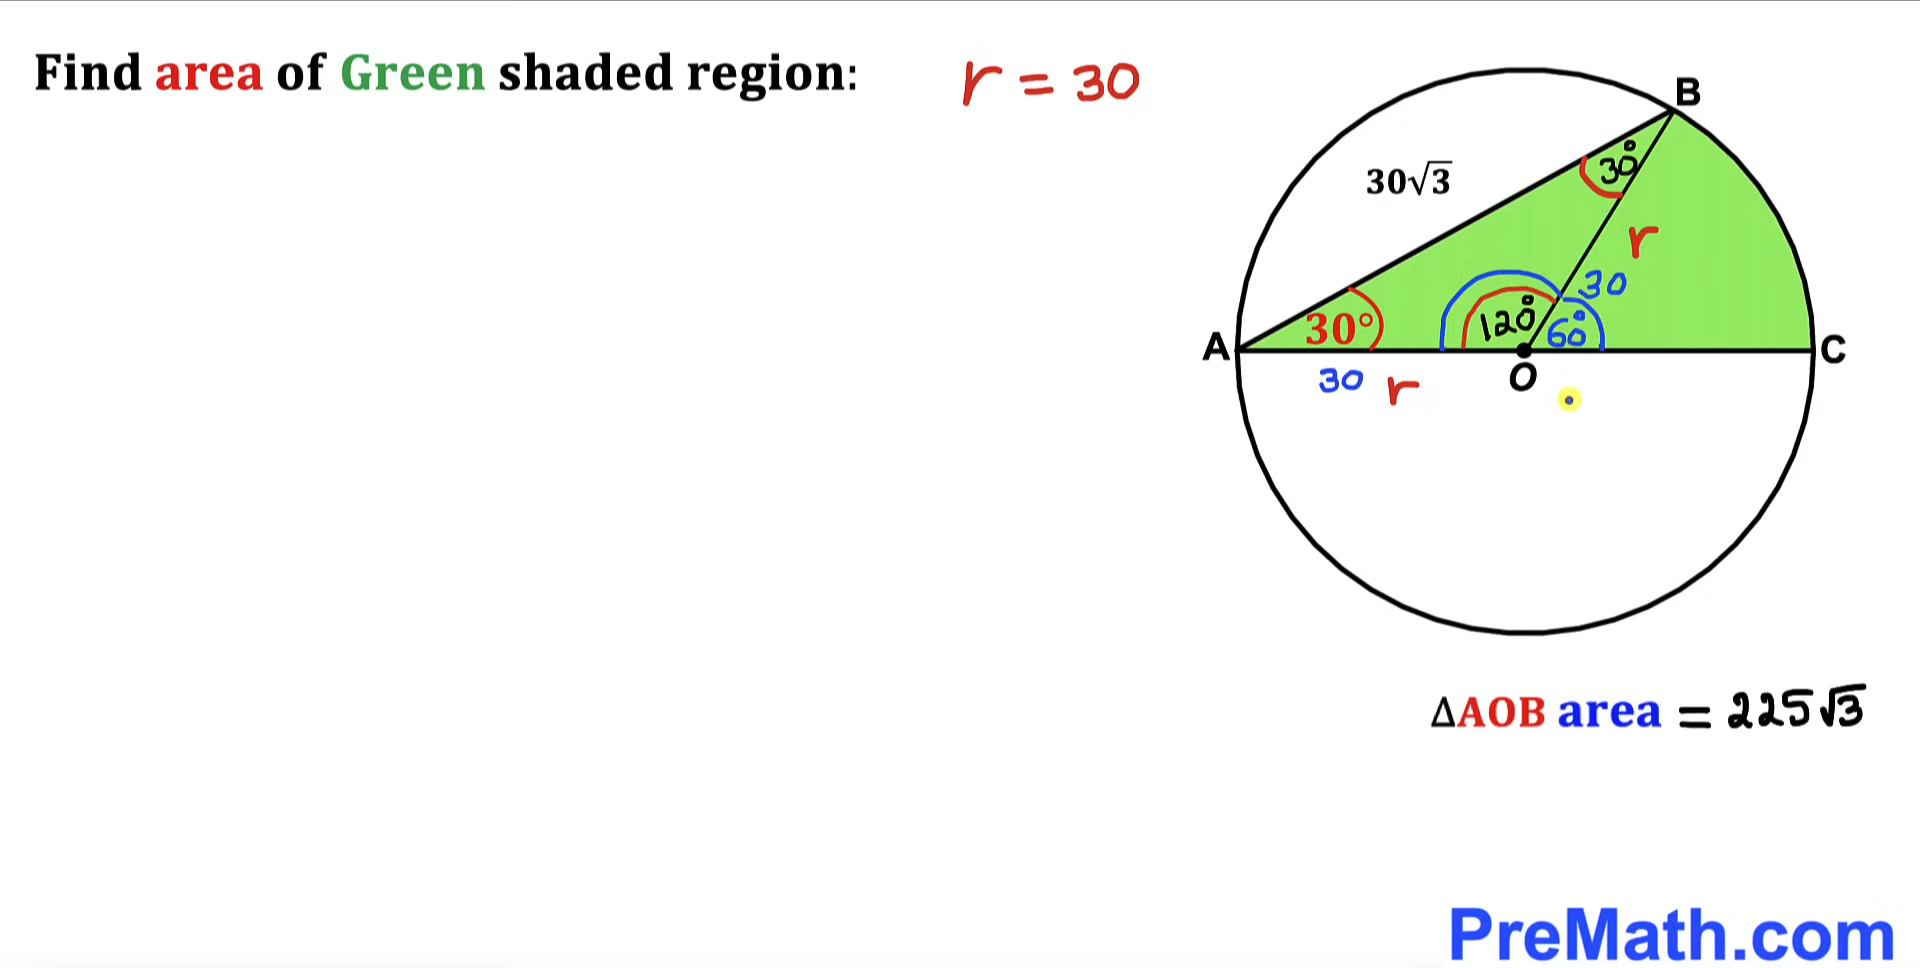 Find area of Green shaded region:
r = 30
B
30√3
30°
r
30
30°
120°
60°
A
C
30 r
O
ΔAOB area = 225√3
PreMath.com